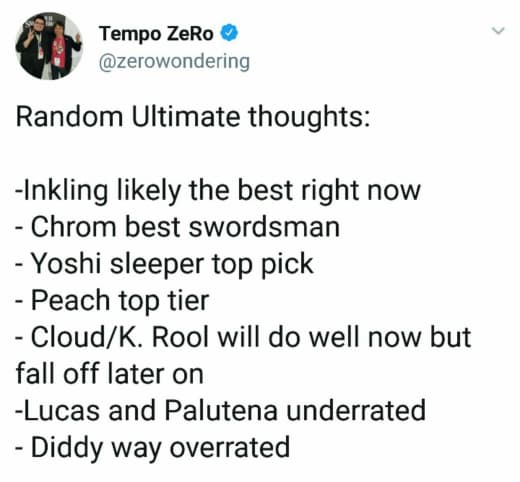 Tempo ZeRo
@zerowondering
Random Ultimate thoughts:
-Inkling likely the best right now
- Chrom best swordsman
- Yoshi sleeper top pick
- Peach top tier
- Cloud/K. Rool will do well now but
fall off later on
-Lucas and Palutena underrated
- Diddy way overrated